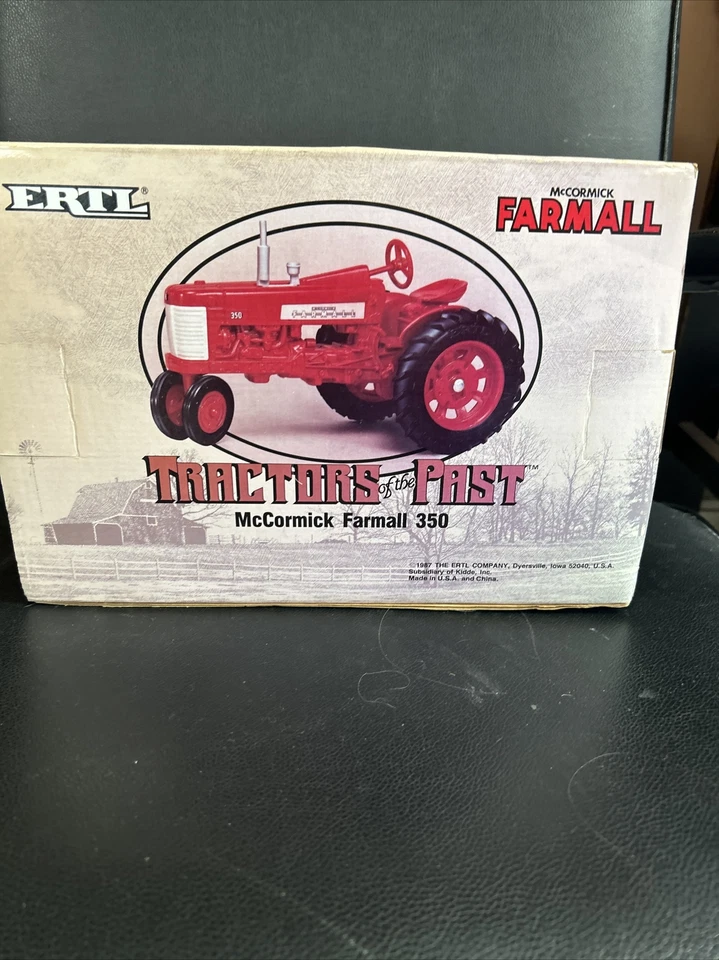 ERTL®
McCORMICK
FARMALL
350
TRACTORS of the PAST™
McCormick Farmall 350
©1987 THE ERTL COMPANY, Dyersville, Iowa 52040, U.S.A.
Subsidiary of Kidde, Inc.
Made in U.S.A. and China.